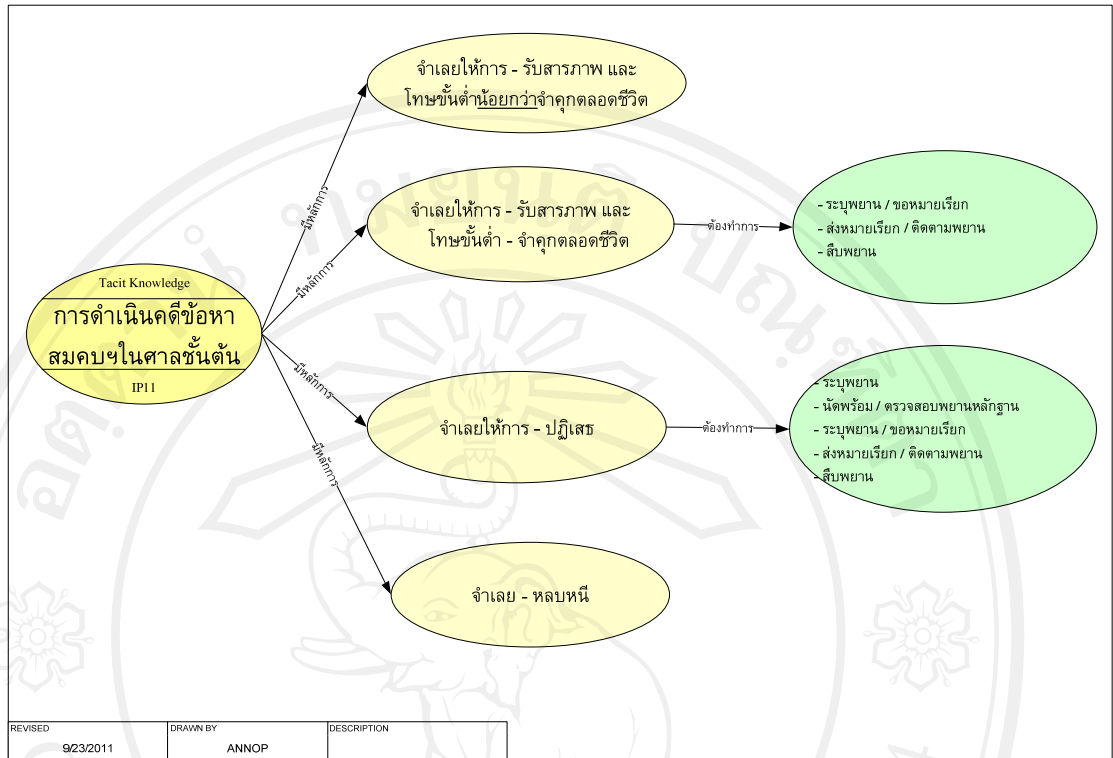 จำเลยให้การ - รับสารภาพ และ
โทษขั้นต่ำน้อยกว่าจำคุกตลอดชีวิต
มีหลักการ
จำเลยให้การ - รับสารภาพ และ
โทษขั้นต่ำ - จำคุกตลอดชีวิต
มีหลักการ
ต้องทำการ
- ระบุพยาน / ขอหมายเรียก
- ส่งหมายเรียก / ติดตามพยาน
- สืบพยาน
Tacit Knowledge
การดำเนินคดีข้อหา
สมคบฯในศาลชั้นต้น
IP11
มีหลักการ
จำเลยให้การ - ปฏิเสธ
ต้องทำการ
- ระบุพยาน
- นัดพร้อม / ตรวจสอบพยานหลักฐาน
- ระบุพยาน / ขอหมายเรียก
- ส่งหมายเรียก / ติดตามพยาน
- สืบพยาน
มีหลักการ
จำเลย - หลบหนี
REVISED
9/23/2011
DRAWN BY
ANNOP
DESCRIPTION